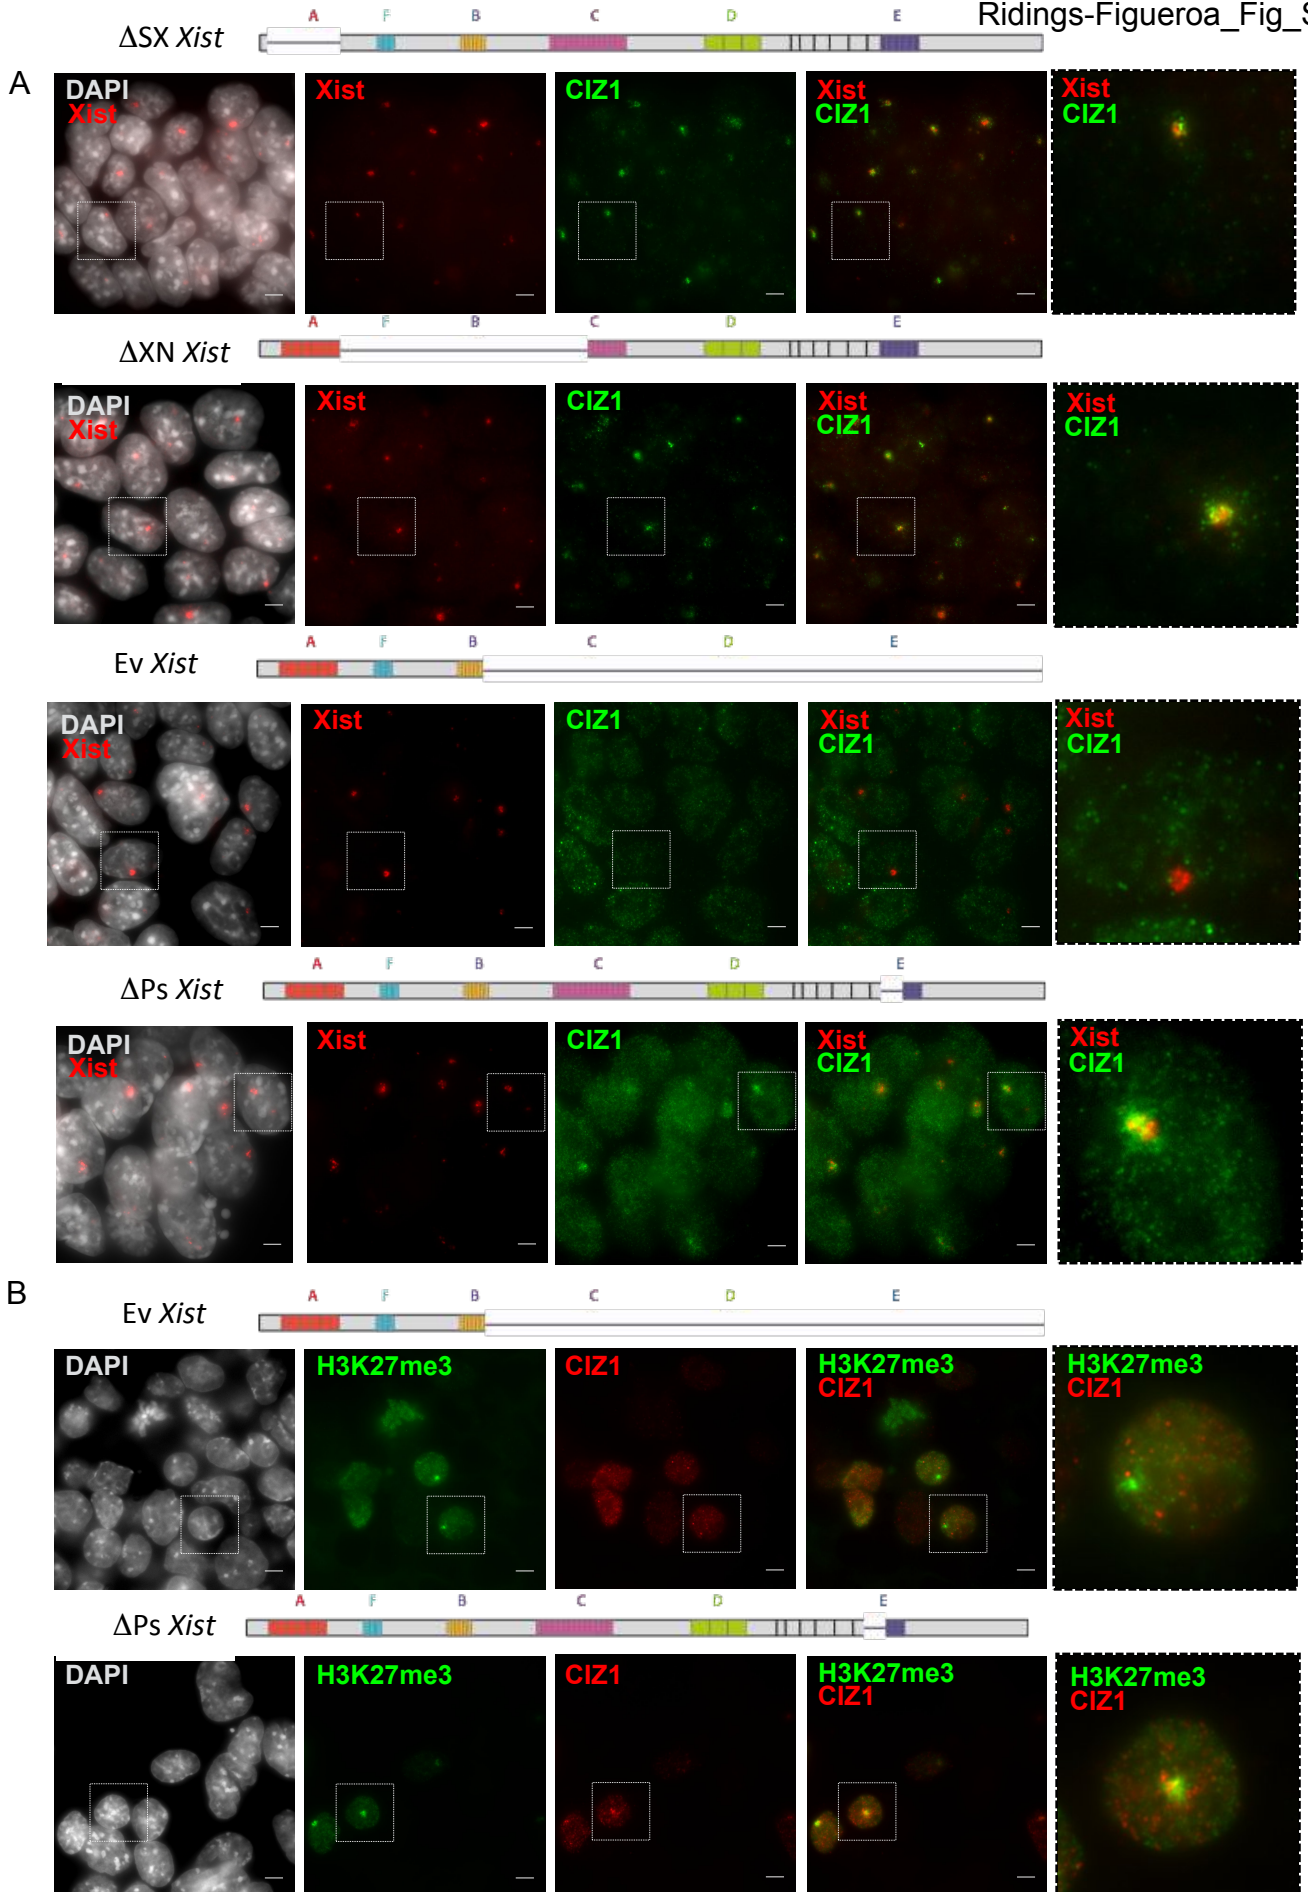 Ridings-Figueroa_Fig_S
A F B C D E
ΔSX Xist
A
DAPI
Xist
Xist
CIZ1
Xist
CIZ1
Xist
CIZ1
A F B C D E
ΔXN Xist
DAPI
Xist
Xist
CIZ1
Xist
CIZ1
Xist
CIZ1
A F B C D E
Ev Xist
DAPI
Xist
Xist
CIZ1
Xist
CIZ1
Xist
CIZ1
A F B C D E
ΔPs Xist
DAPI
Xist
Xist
CIZ1
Xist
CIZ1
Xist
CIZ1
B
A F B C D E
Ev Xist
DAPI
H3K27me3
CIZ1
H3K27me3
CIZ1
H3K27me3
CIZ1
A F B C D E
ΔPs Xist
DAPI
H3K27me3
CIZ1
H3K27me3
CIZ1
H3K27me3
CIZ1